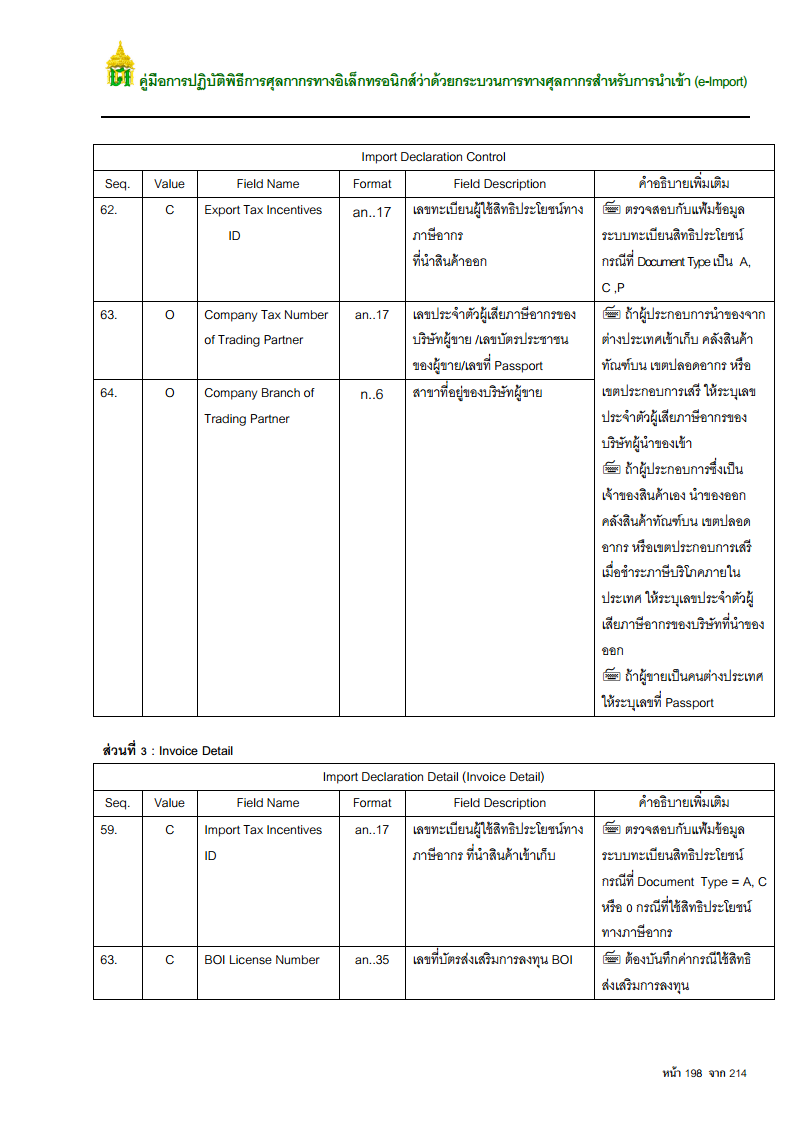 คู่มือการปฏิบัติพิธีการศุลกากรทางอิเล็กทรอนิกส์ว่าด้วยกระบวนการทางศุลกากรสำหรับการนำเข้า (e-Import)
Import Declaration Control
Seq. Value Field Name Format Field Description คำอธิบายเพิ่มเติม
62. C Export Tax Incentives an..17 เลขทะเบียนผู้ใช้สิทธิประโยชน์ทาง ตรวจสอบกับแฟ้มข้อมูล
ID ภาษีอากร ระบบทะเบียนสิทธิประโยชน์
ที่นำสินค้าออก กรณีที่ Document Type เป็น A,
C ,P
63. O Company Tax Number an..17 เลขประจำตัวผู้เสียภาษีอากรของ ถ้าผู้ประกอบการนำของจาก
of Trading Partner บริษัทผู้ขาย /เลขบัตรประชาชน ต่างประเทศเข้าเก็บ คลังสินค้า
ของผู้ขาย/เลขที่ Passport ทัณฑ์บน เขตปลอดอากร หรือ
64. O Company Branch of n..6 สาขาที่อยู่ของบริษัทผู้ขาย เขตประกอบการเสรี ให้ระบุเลข
Trading Partner ประจำตัวผู้เสียภาษีอากรของ
บริษัทผู้นำของเข้า
ถ้าผู้ประกอบการซึ่งเป็น
เจ้าของสินค้าเอง นำของออก
คลังสินค้าทัณฑ์บน เขตปลอด
อากร หรือเขตประกอบการเสรี
เมื่อชำระภาษีบริโภคภายใน
ประเทศ ให้ระบุเลขประจำตัวผู้
เสียภาษีอากรของบริษัทที่นำของ
ออก
ถ้าผู้ขายเป็นคนต่างประเทศ
ให้ระบุเลขที่ Passport
ส่วนที่ 3 : Invoice Detail
Import Declaration Detail (Invoice Detail)
Seq. Value Field Name Format Field Description คำอธิบายเพิ่มเติม
59. C Import Tax Incentives an..17 เลขทะเบียนผู้ใช้สิทธิประโยชน์ทาง ตรวจสอบกับแฟ้มข้อมูล
ID ภาษีอากร ที่นำสินค้าเข้าเก็บ ระบบทะเบียนสิทธิประโยชน์
กรณีที่ Document Type = A, C
หรือ 0 กรณีที่ใช้สิทธิประโยชน์
ทางภาษีอากร
63. C BOI License Number an..35 เลขที่บัตรส่งเสริมการลงทุน BOI ต้องบันทึกค่ากรณีใช้สิทธิ
ส่งเสริมการลงทุน
หน้า 198 จาก 214